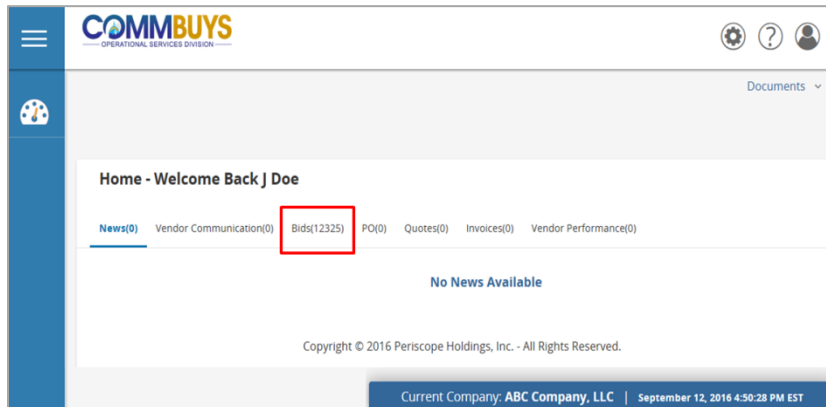 COMMBUYS
OPERATIONAL SERVICES DIVISION
?
Documents
Home - Welcome Back J Doe
News(0) Vendor Communication(0) Bids(12325) PO(0) Quotes(0) Invoices(0) Vendor Performance(0)
No News Available
Copyright © 2016 Periscope Holdings, Inc. - All Rights Reserved.
Current Company: ABC Company, LLC | September 12, 2016 4:50:28 PM EST